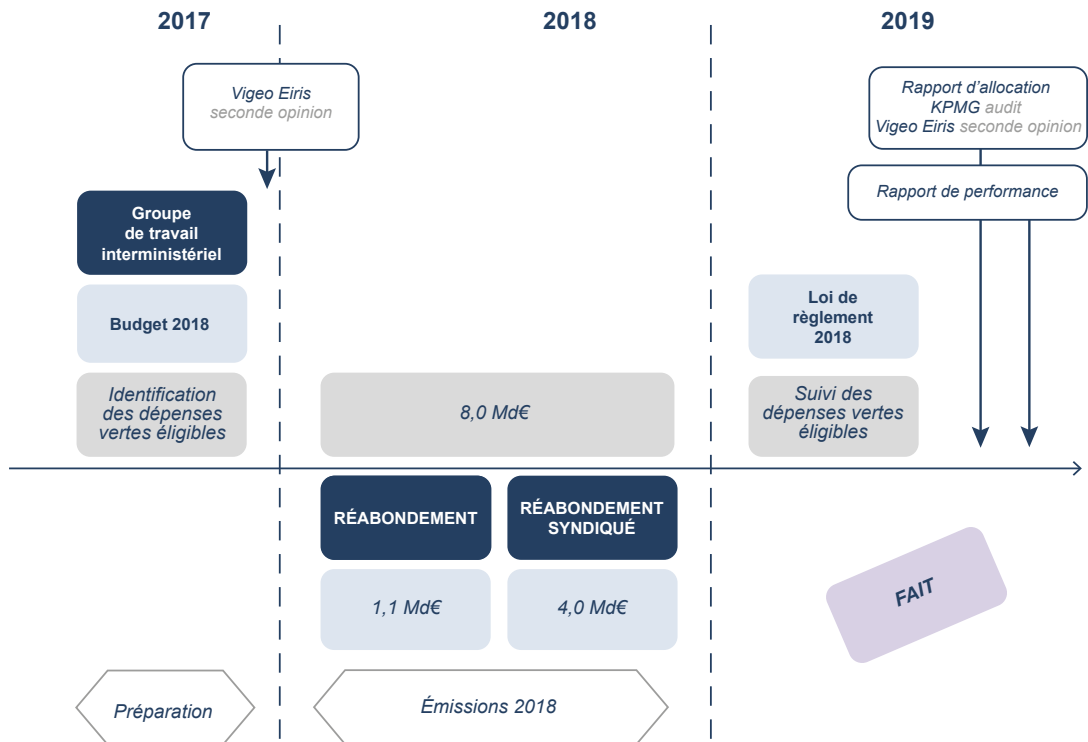 2017
2018
2019
Vigeo Eiris
seconde opinion
Rapport d’allocation
KPMG audit
Vigeo Eiris seconde opinion
Rapport de performance
Groupe
de travail
interministériel
Budget 2018
Loi de
règlement
2018
Identification
des dépenses
vertes éligibles
8,0 Md€
Suivi des
dépenses vertes
éligibles
RÉABONDEMENT
RÉABONDEMENT
SYNDIQUÉ
1,1 Md€
4,0 Md€
FAIT
Préparation
Émissions 2018